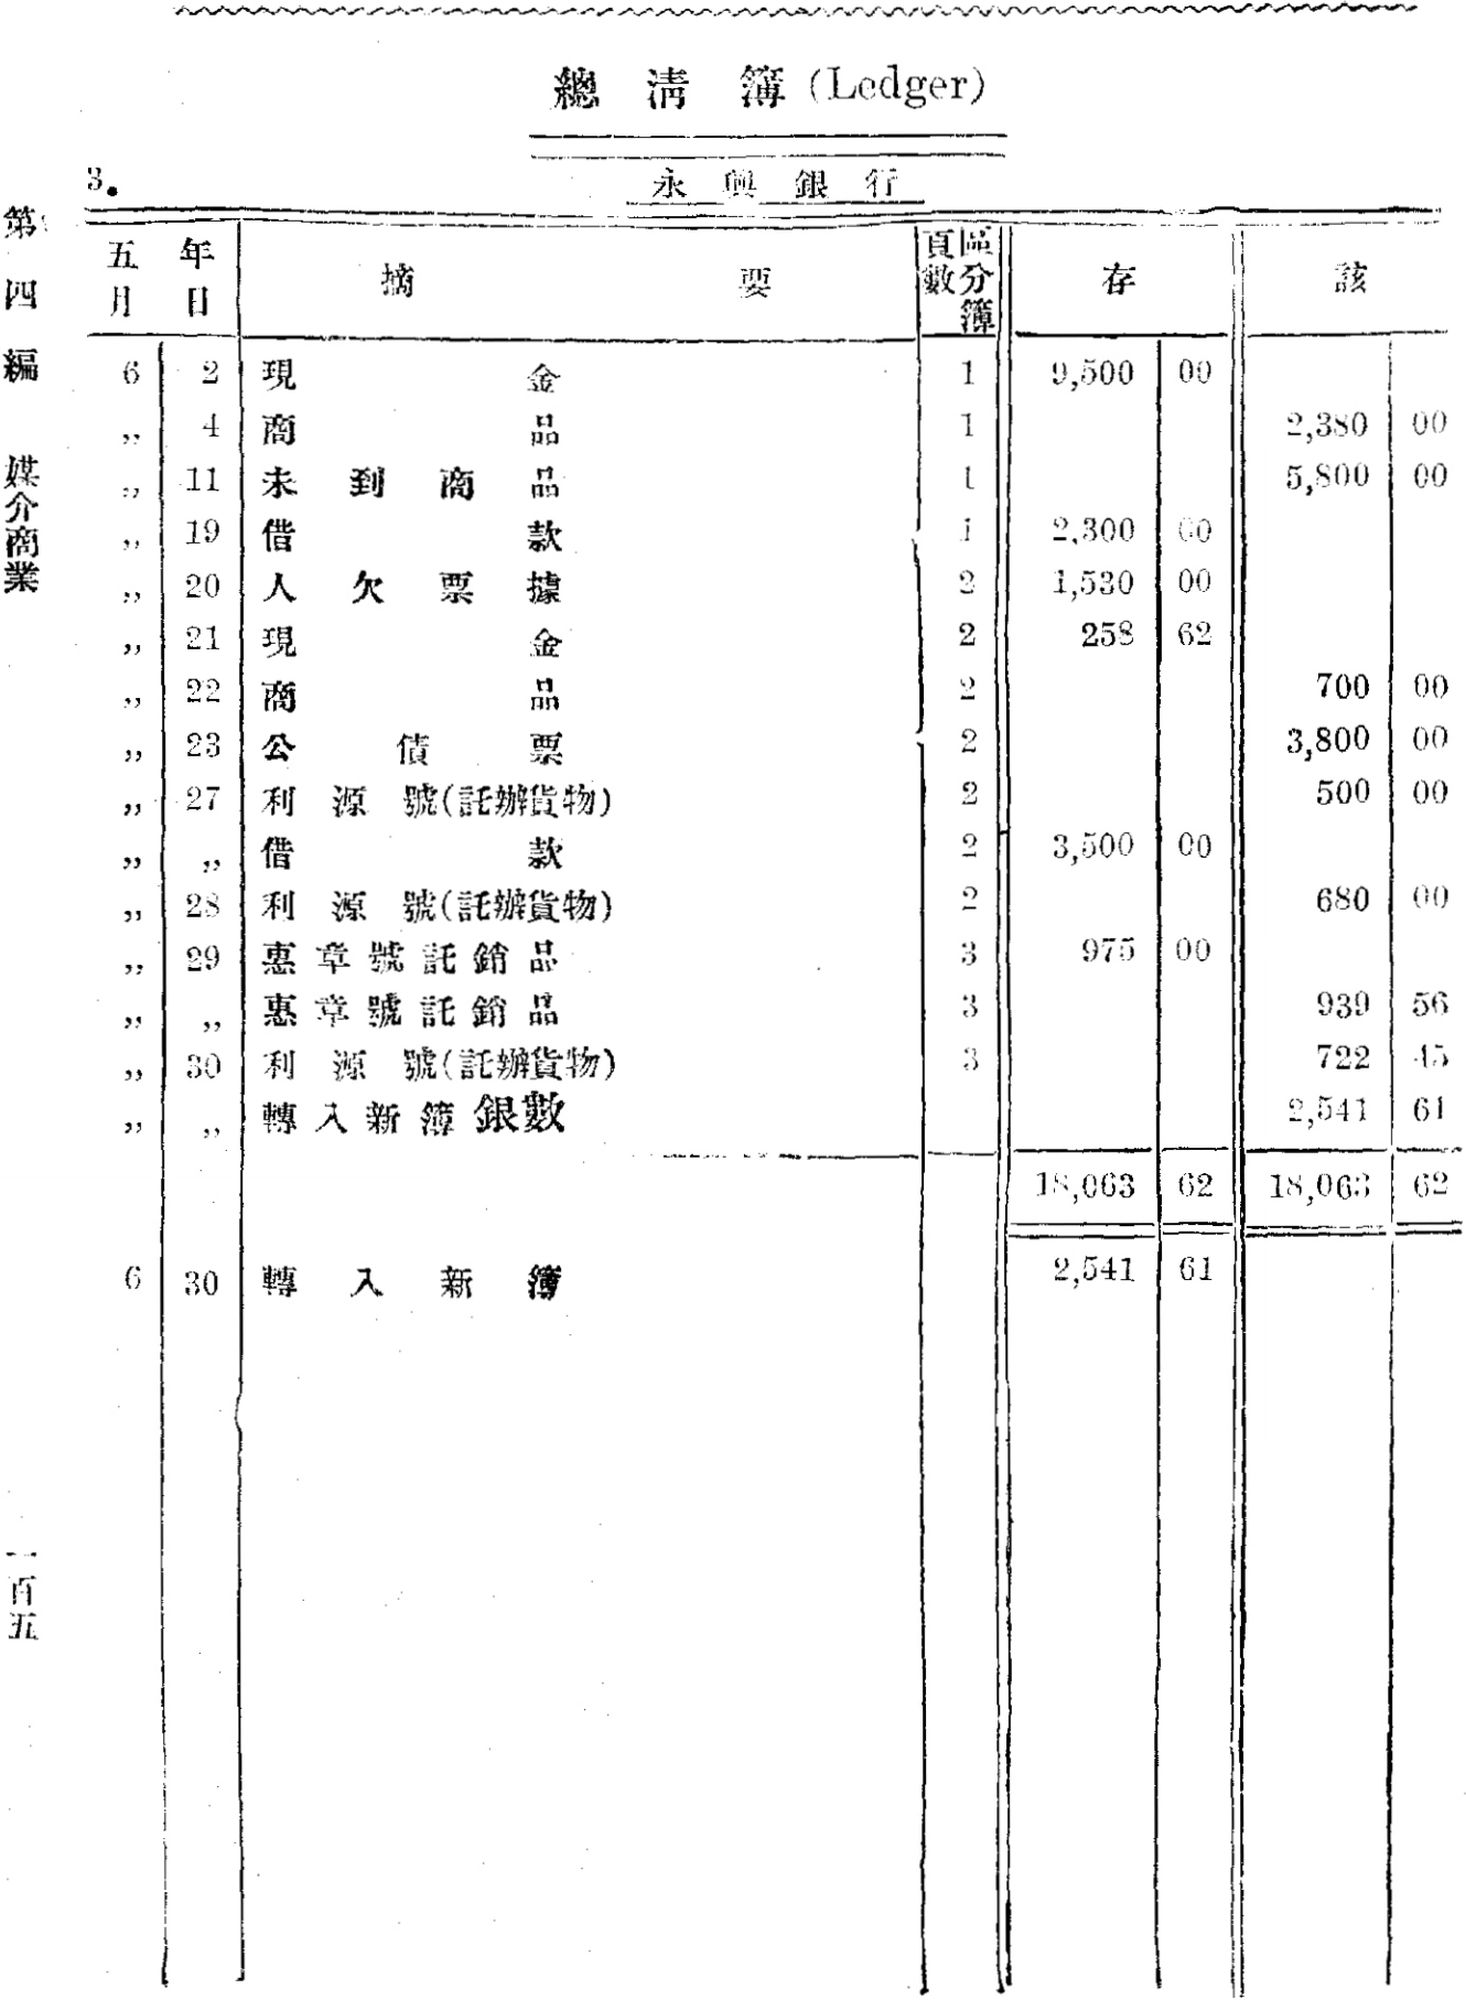 總清簿(Ledger)
3. 永興銀行
五年 摘要 區分簿頁數 存 該
月日
6 2 現金 1 9,500 00
,, 4 商品 1 2,380 00
,, 11 未到商品 1 5,800 00
,, 19 借款 1 2,300 00
,, 20 人欠票據 2 1,530 00
,, 21 現金 2 258 62
,, 22 商品 2 700 00
,, 23 公債票 2 3,800 00
,, 27 利源號(託辦貨物) 2 500 00
,, ,, 借款 2 3,500 00
,, 28 利源號(託辦貨物) 2 680 00
,, 29 惠章號託銷品 3 975 00
,, ,, 惠章號託銷品 3 939 56
,, 30 利源號(託辦貨物) 3 722 45
,, ,, 轉入新簿銀數 2,541 61
18,063 62 18,063 62
6 30 轉入新簿 2,541 61
第四編 媒介商業
一百五